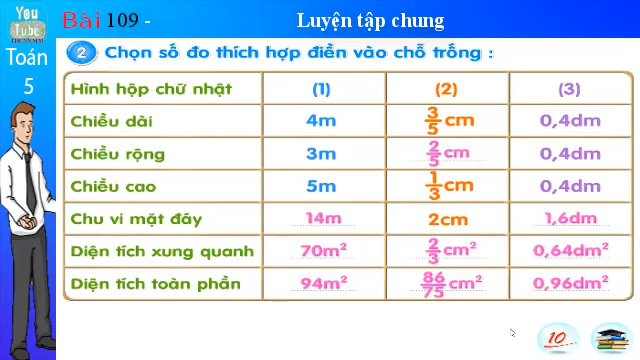 You
Tube
THUẬN MAI
Toán
5
Bài 109 - Luyện tập chung
2 Chọn số đo thích hợp điền vào chỗ trống :
Hình hộp chữ nhật (1) (2) (3)
Chiều dài 4m 3/5 cm 0,4dm
Chiều rộng 3m 2/5 cm 0,4dm
Chiều cao 5m 1/3 cm 0,4dm
Chu vi mặt đáy 14m 2cm 1,6dm
Diện tích xung quanh 70m² 2/3 cm² 0,64dm²
Diện tích toàn phần 94m² 86/75 cm² 0,96dm²
10